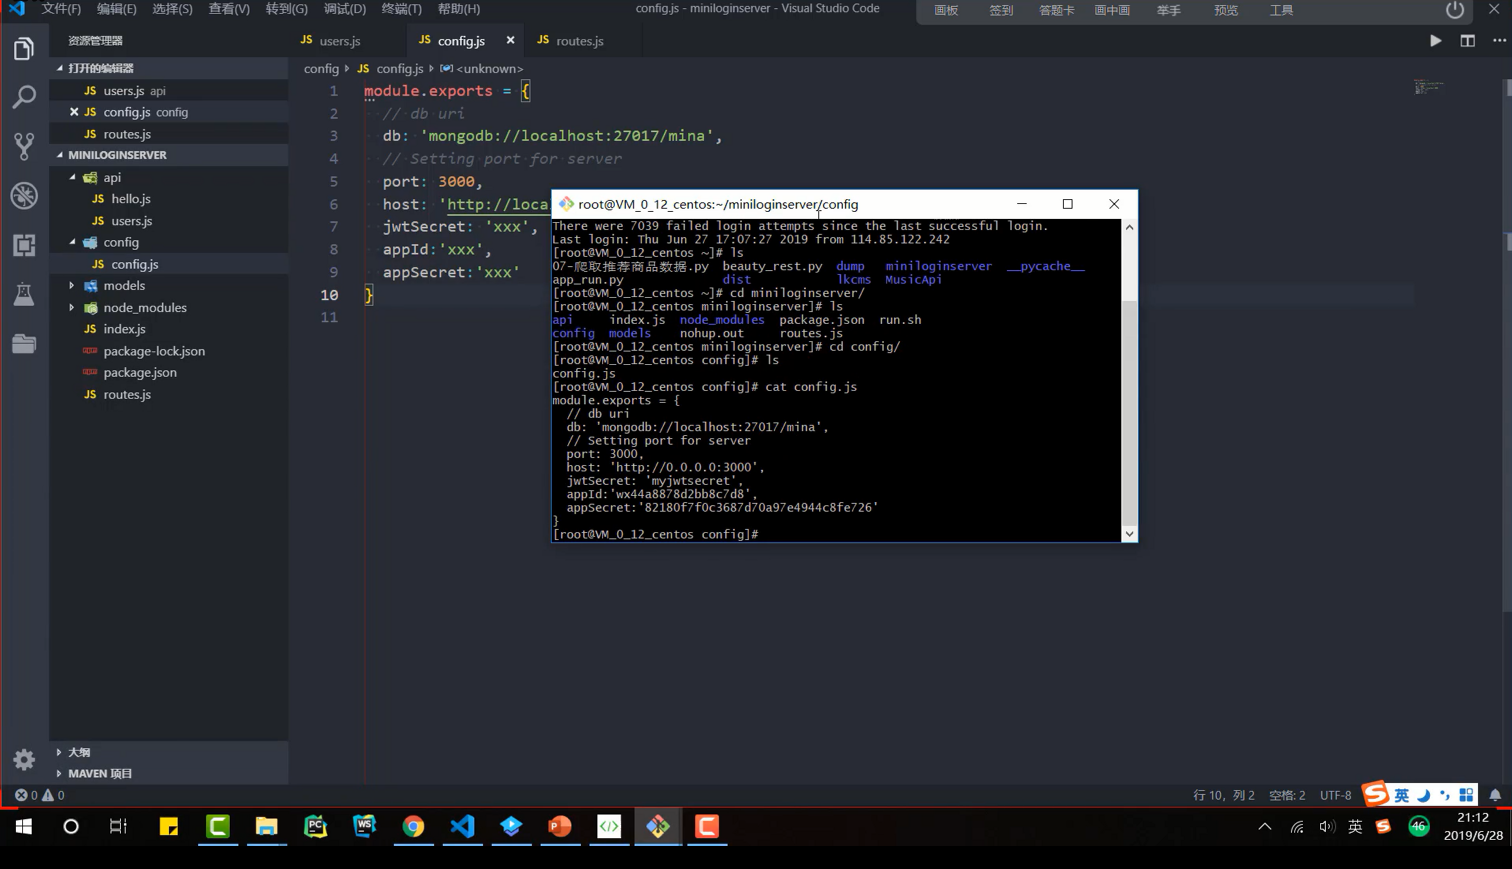 文件(F) 编辑(E) 选择(S) 查看(V) 转到(G) 调试(D) 终端(T) 帮助(H)
config.js - miniloginserver - Visual Studio Code
画板 签到 答题卡 画中画 举手 预览 工具
资源管理器
打开的编辑器
users.js api
config.js config
routes.js
MINILOGINSERVER
api
hello.js
users.js
config
config.js
models
node_modules
index.js
package-lock.json
package.json
routes.js
大纲
MAVEN 项目
users.js config.js routes.js
config config.js <unknown>
1 module.exports = {
2 // db uri
3 db: 'mongodb://localhost:27017/mina',
4 // Setting port for server
5 port: 3000,
6 host: 'http://loca
7 jwtSecret: 'xxx',
8 appId:'xxx',
9 appSecret:'xxx'
10 }
11
root@VM_0_12_centos:~/miniloginserver/config
There were 7039 failed login attempts since the last successful login.
Last login: Thu Jun 27 17:07:27 2019 from 114.85.122.242
[root@VM_0_12_centos ~]# ls
07-爬取推荐商品数据.py beauty_rest.py dump miniloginserver __pycache__
app_run.py dist lkcms MusicApi
[root@VM_0_12_centos ~]# cd miniloginserver/
[root@VM_0_12_centos miniloginserver]# ls
api index.js node_modules package.json run.sh
config models nohup.out routes.js
[root@VM_0_12_centos miniloginserver]# cd config/
[root@VM_0_12_centos config]# ls
config.js
[root@VM_0_12_centos config]# cat config.js
module.exports = {
// db uri
db: 'mongodb://localhost:27017/mina',
// Setting port for server
port: 3000,
host: 'http://0.0.0.0:3000',
jwtSecret: 'myjwtsecret',
appId:'wx44a8878d2bb8c7d8',
appSecret:'82180f7f0c3687d70a97e4944c8fe726'
}
[root@VM_0_12_centos config]#
0 0
行 10，列 2 空格: 2 UTF-8
英
英 46
21:12
2019/6/28